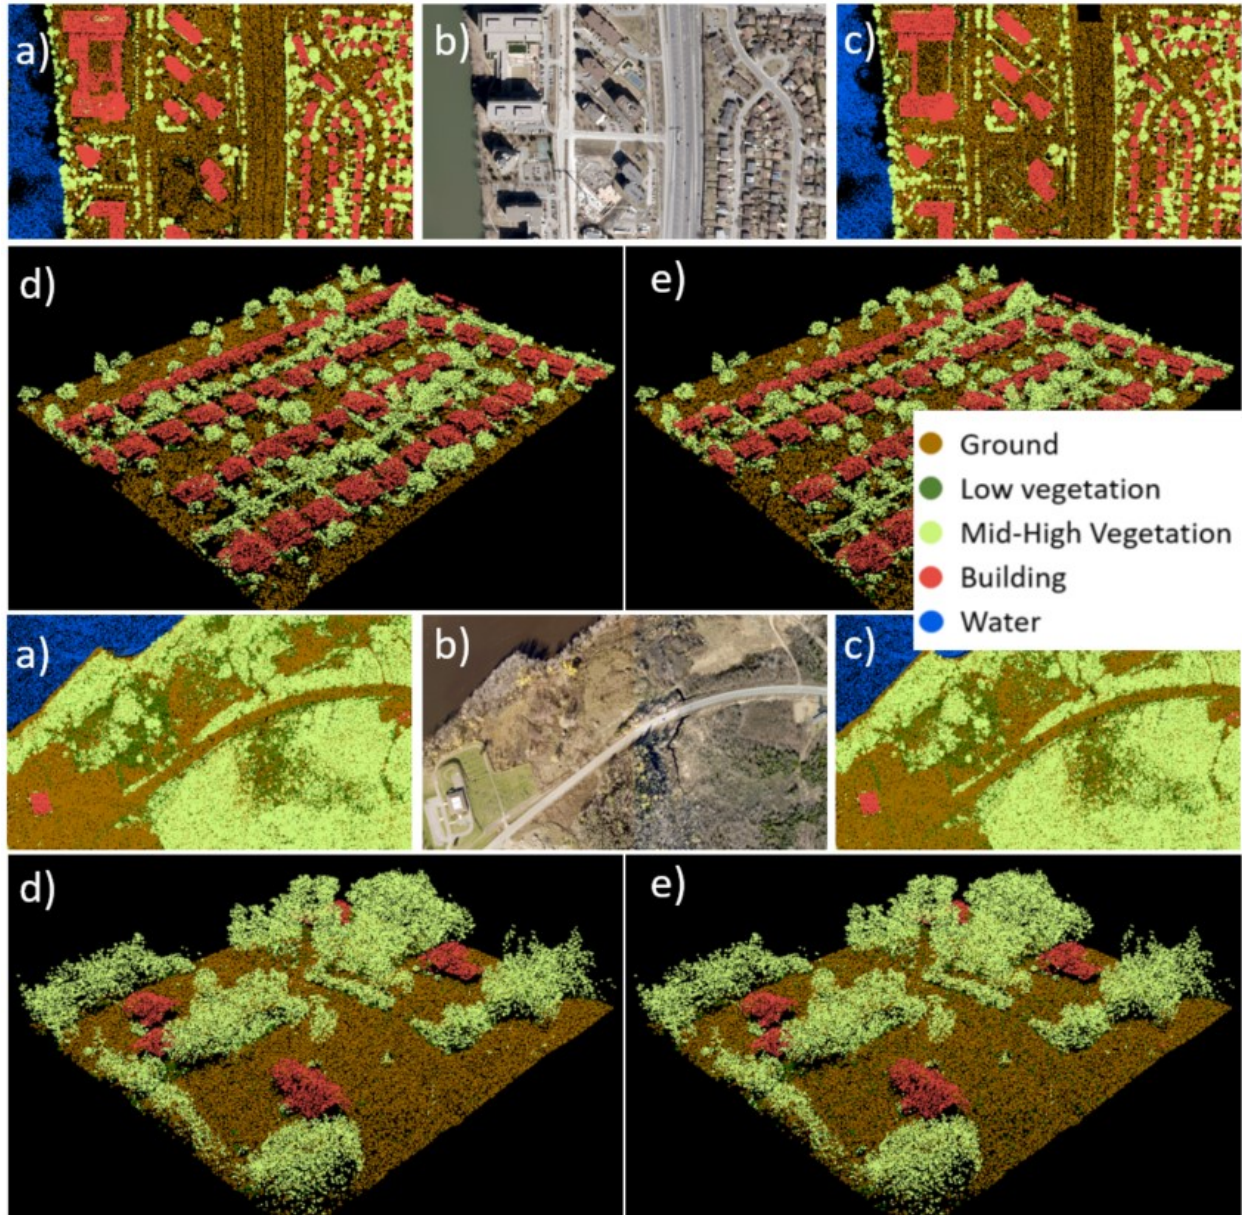 a)
b)
c)
d)
e)
Ground
Low vegetation
Mid-High Vegetation
Building
Water
a)
b)
c)
d)
e)